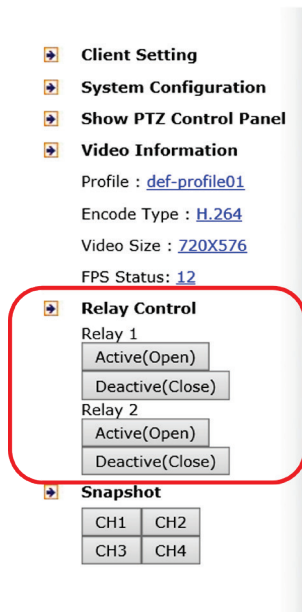 Client Setting
System Configuration
Show PTZ Control Panel
Video Information
Profile : def-profile01
Encode Type : H.264
Video Size : 720X576
FPS Status: 12
Relay Control
Relay 1
Active(Open)
Deactive(Close)
Relay 2
Active(Open)
Deactive(Close)
Snapshot
CH1 CH2
CH3 CH4